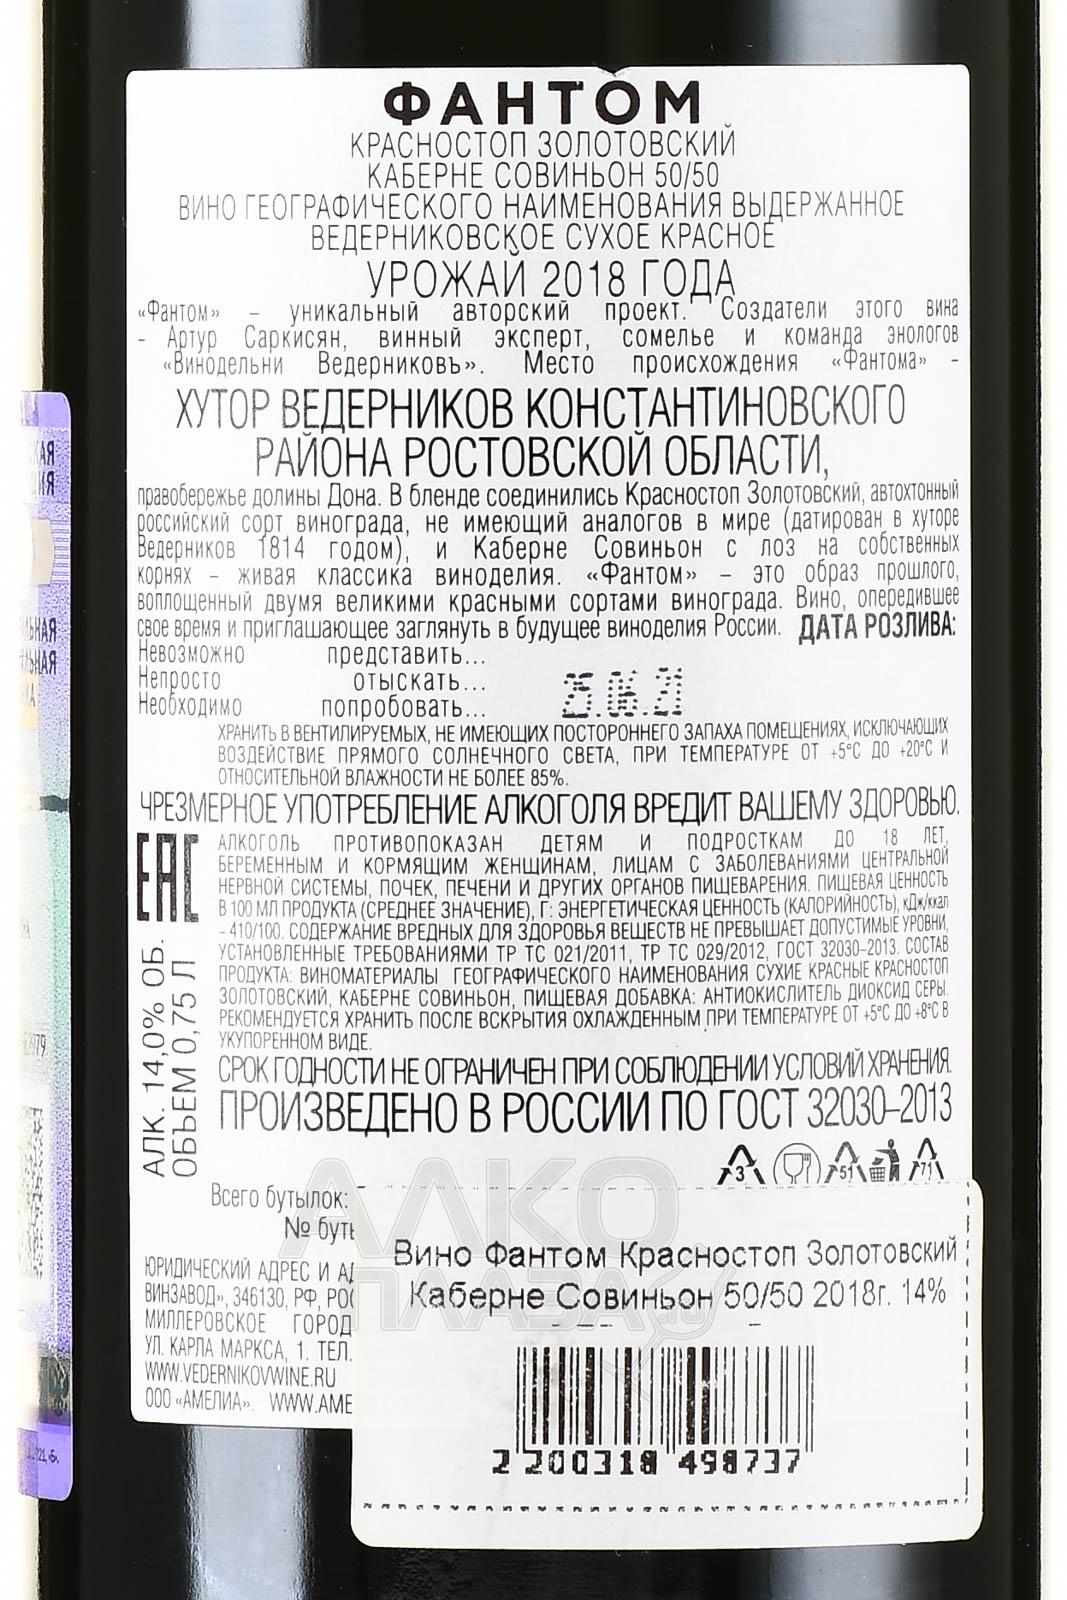 ФАНТОМ
КРАСНОСТОП ЗОЛОТОВСКИЙ
КАБЕРНЕ СОВИНЬОН 50/50
ВИНО ГЕОГРАФИЧЕСКОГО НАИМЕНОВАНИЯ ВЫДЕРЖАННОЕ
ВЕДЕРНИКОВСКОЕ СУХОЕ КРАСНОЕ
УРОЖАЙ 2018 ГОДА
«Фантом» – уникальный авторский проект. Создатели этого вина
- Артур Саркисян, винный эксперт, сомелье и команда энологов
«Винодельни Ведерниковъ». Место происхождения «Фантома» -
ХУТОР ВЕДЕРНИКОВ КОНСТАНТИНОВСКОГО
РАЙОНА РОСТОВСКОЙ ОБЛАСТИ,
правобережье долины Дона. В бленде соединились Красностоп Золотовский, автохтонный
российский сорт винограда, не имеющий аналогов в мире (датирован в хуторе
Ведерников 1814 годом), и Каберне Совиньон с лоз на собственных
корнях – живая классика виноделия. «Фантом» – это образ прошлого,
воплощенный двумя великими красными сортами винограда. Вино, опередившее
свое время и приглашающее заглянуть в будущее виноделия России. ДАТА РОЗЛИВА:
Невозможно представить...
Непросто отыскать...
Необходимо попробовать...
25.06.21
ХРАНИТЬ В ВЕНТИЛИРУЕМЫХ, НЕ ИМЕЮЩИХ ПОСТОРОННЕГО ЗАПАХА ПОМЕЩЕНИЯХ, ИСКЛЮЧАЮЩИХ
ВОЗДЕЙСТВИЕ ПРЯМОГО СОЛНЕЧНОГО СВЕТА, ПРИ ТЕМПЕРАТУРЕ ОТ +5°С ДО +20°С И
ОТНОСИТЕЛЬНОЙ ВЛАЖНОСТИ НЕ БОЛЕЕ 85%.
ЧРЕЗМЕРНОЕ УПОТРЕБЛЕНИЕ АЛКОГОЛЯ ВРЕДИТ ВАШЕМУ ЗДОРОВЬЮ.
ЕАС
АЛКОГОЛЬ ПРОТИВОПОКАЗАН ДЕТЯМ И ПОДРОСТКАМ ДО 18 ЛЕТ,
БЕРЕМЕННЫМ И КОРМЯЩИМ ЖЕНЩИНАМ, ЛИЦАМ С ЗАБОЛЕВАНИЯМИ ЦЕНТРАЛЬНОЙ
НЕРВНОЙ СИСТЕМЫ, ПОЧЕК, ПЕЧЕНИ И ДРУГИХ ОРГАНОВ ПИЩЕВАРЕНИЯ. ПИЩЕВАЯ ЦЕННОСТЬ
В 100 МЛ ПРОДУКТА (СРЕДНЕЕ ЗНАЧЕНИЕ), Г: ЭНЕРГЕТИЧЕСКАЯ ЦЕННОСТЬ (КАЛОРИЙНОСТЬ), кДж/ккал
- 410/100. СОДЕРЖАНИЕ ВРЕДНЫХ ДЛЯ ЗДОРОВЬЯ ВЕЩЕСТВ НЕ ПРЕВЫШАЕТ ДОПУСТИМЫЕ УРОВНИ,
УСТАНОВЛЕННЫЕ ТРЕБОВАНИЯМИ ТР ТС 021/2011, ТР ТС 029/2012, ГОСТ 32030-2013. СОСТАВ
ПРОДУКТА: ВИНОМАТЕРИАЛЫ ГЕОГРАФИЧЕСКОГО НАИМЕНОВАНИЯ СУХИЕ КРАСНЫЕ КРАСНОСТОП
ЗОЛОТОВСКИЙ, КАБЕРНЕ СОВИНЬОН, ПИЩЕВАЯ ДОБАВКА: АНТИОКИСЛИТЕЛЬ ДИОКСИД СЕРЫ.
РЕКОМЕНДУЕТСЯ ХРАНИТЬ ПОСЛЕ ВСКРЫТИЯ ОХЛАЖДЕННЫМ ПРИ ТЕМПЕРАТУРЕ ОТ +5°С ДО +8°С В
УКУПОРЕННОМ ВИДЕ.
СРОК ГОДНОСТИ НЕ ОГРАНИЧЕН ПРИ СОБЛЮДЕНИИ УСЛОВИЙ ХРАНЕНИЯ.
ПРОИЗВЕДЕНО В РОССИИ ПО ГОСТ 32030–2013
АЛК. 14,0% ОБ.
ОБЪЕМ 0,75 Л
3 51 71
Всего бутылок:
№ буты
ЮРИДИЧЕСКИЙ АДРЕС И АД
ВИНЗАВОД», 346130, РФ, РОС
МИЛЛЕРОВСКОЕ ГОРОД
УЛ. КАРЛА МАРКСА, 1. ТЕЛ.
WWW.VEDERNIKOVWINE.RU
ООО «АМЕЛИА». WWW.AME
АЛКО
ПЛАЗА.ru
Вино Фантом Красностоп Золотовский
Каберне Совиньон 50/50 2018г. 14%
2 200318 498737